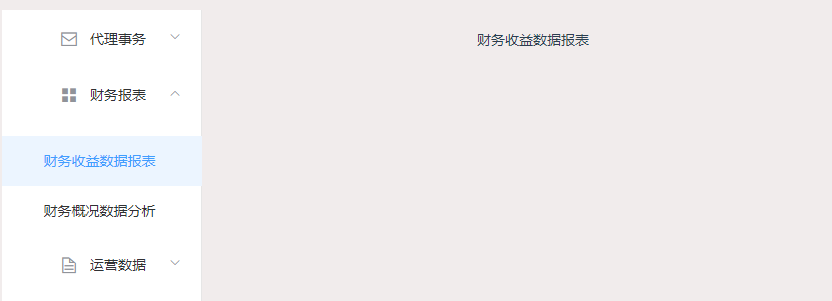 代理事务
财务收益数据报表
财务报表
财务收益数据报表
财务概况数据分析
运营数据